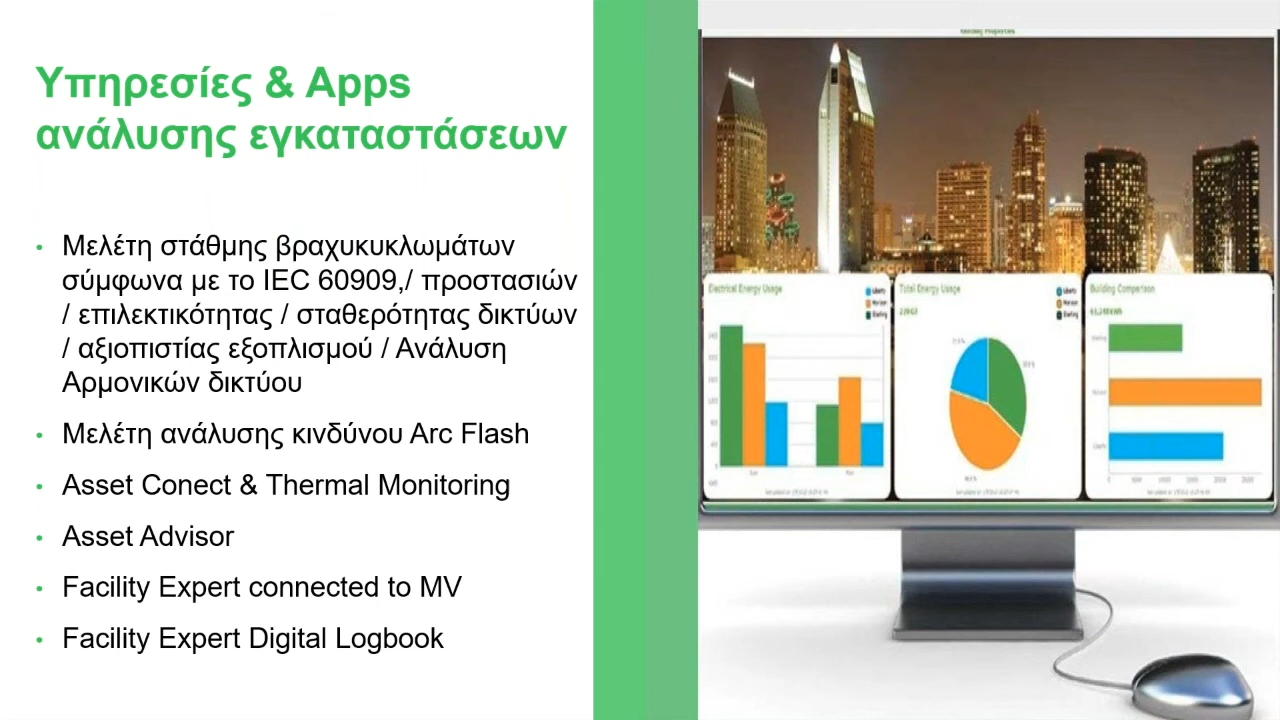 Υπηρεσίες & Apps
ανάλυσης εγκαταστάσεων
• Μελέτη στάθμης βραχυκυκλωμάτων
σύμφωνα με το IEC 60909,/ προστασιών
/ επιλεκτικότητας / σταθερότητας δικτύων
/ αξιοπιστίας εξοπλισμού / Ανάλυση
Αρμονικών δικτύου
• Μελέτη ανάλυσης κινδύνου Arc Flash
• Asset Conect & Thermal Monitoring
• Asset Advisor
• Facility Expert connected to MV
• Facility Expert Digital Logbook
Electrical Energy Usage
Total Energy Usage
Building Comparison